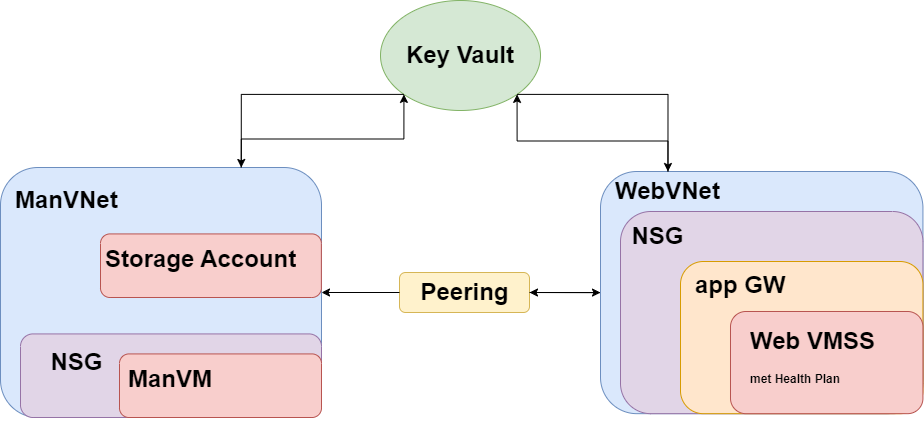 Key Vault
ManVNet
Storage Account
NSG
ManVM
Peering
WebVNet
NSG
app GW
Web VMSS
met Health Plan